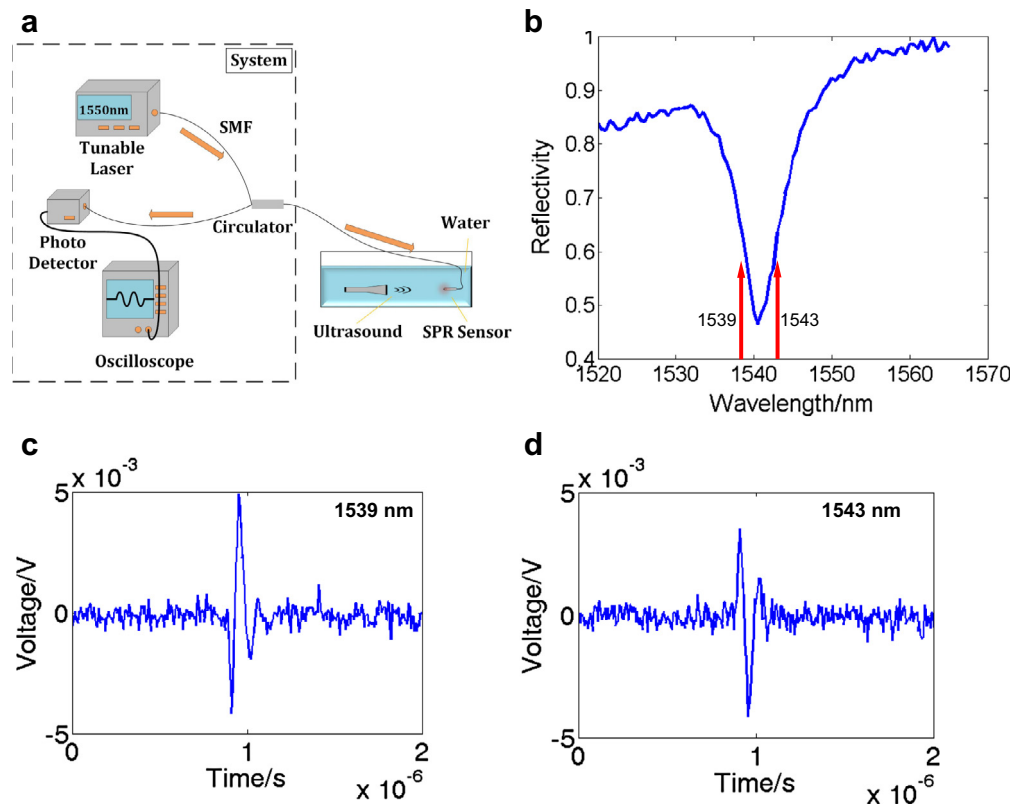 a
System
1550nm
Tunable
Laser
SMF
Circulator
Photo
Detector
Oscilloscope
Water
Ultrasound
SPR Sensor
b
1
0.9
0.8
0.7
0.6
0.5
0.4
Reflectivity
1539
1543
1520 1530 1540 1550 1560 1570
Wavelength/nm
c
x 10⁻³
5
0
-5
Voltage/V
1539 nm
0 1 2
Time/s
x 10⁻⁶
d
x 10⁻³
5
0
-5
Voltage/V
1543 nm
0 1 2
Time/s
x 10⁻⁶